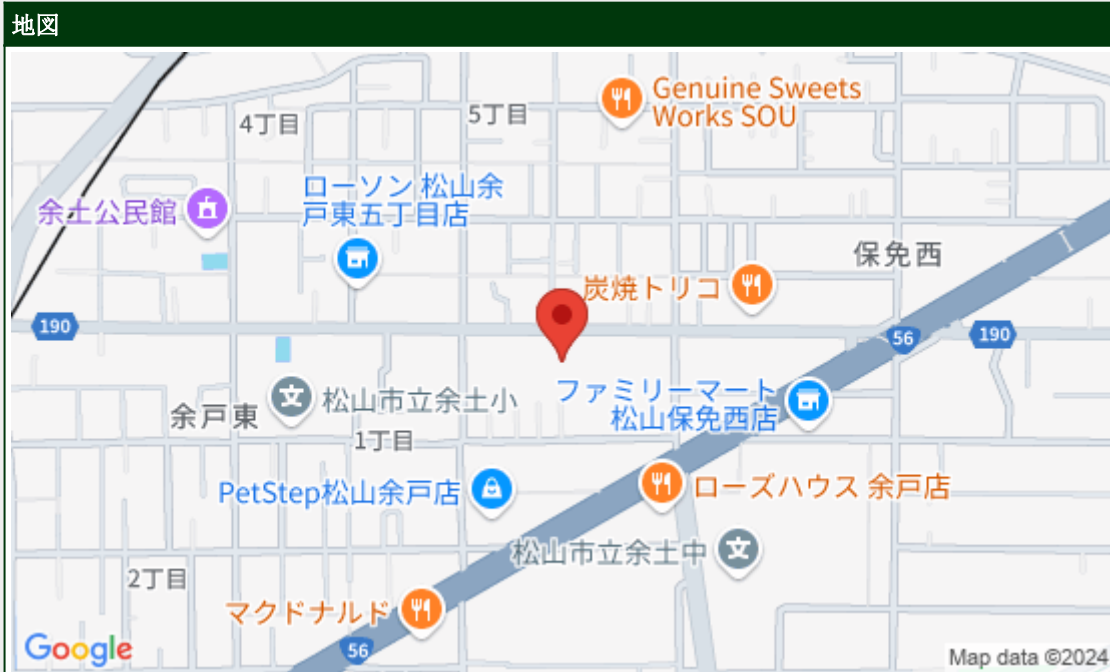 地図
Genuine Sweets
Works SOU
4丁目
5丁目
ローソン 松山余
戸東五丁目店
余土公民館
保免西
炭焼トリコ
190
56
190
ファミリーマート
松山保免西店
松山市立余土小
余戸東
1丁目
PetStep松山余戸店
ローズハウス 余戸店
松山市立余土中
2丁目
マクドナルド
56
Google
Map data ©2024